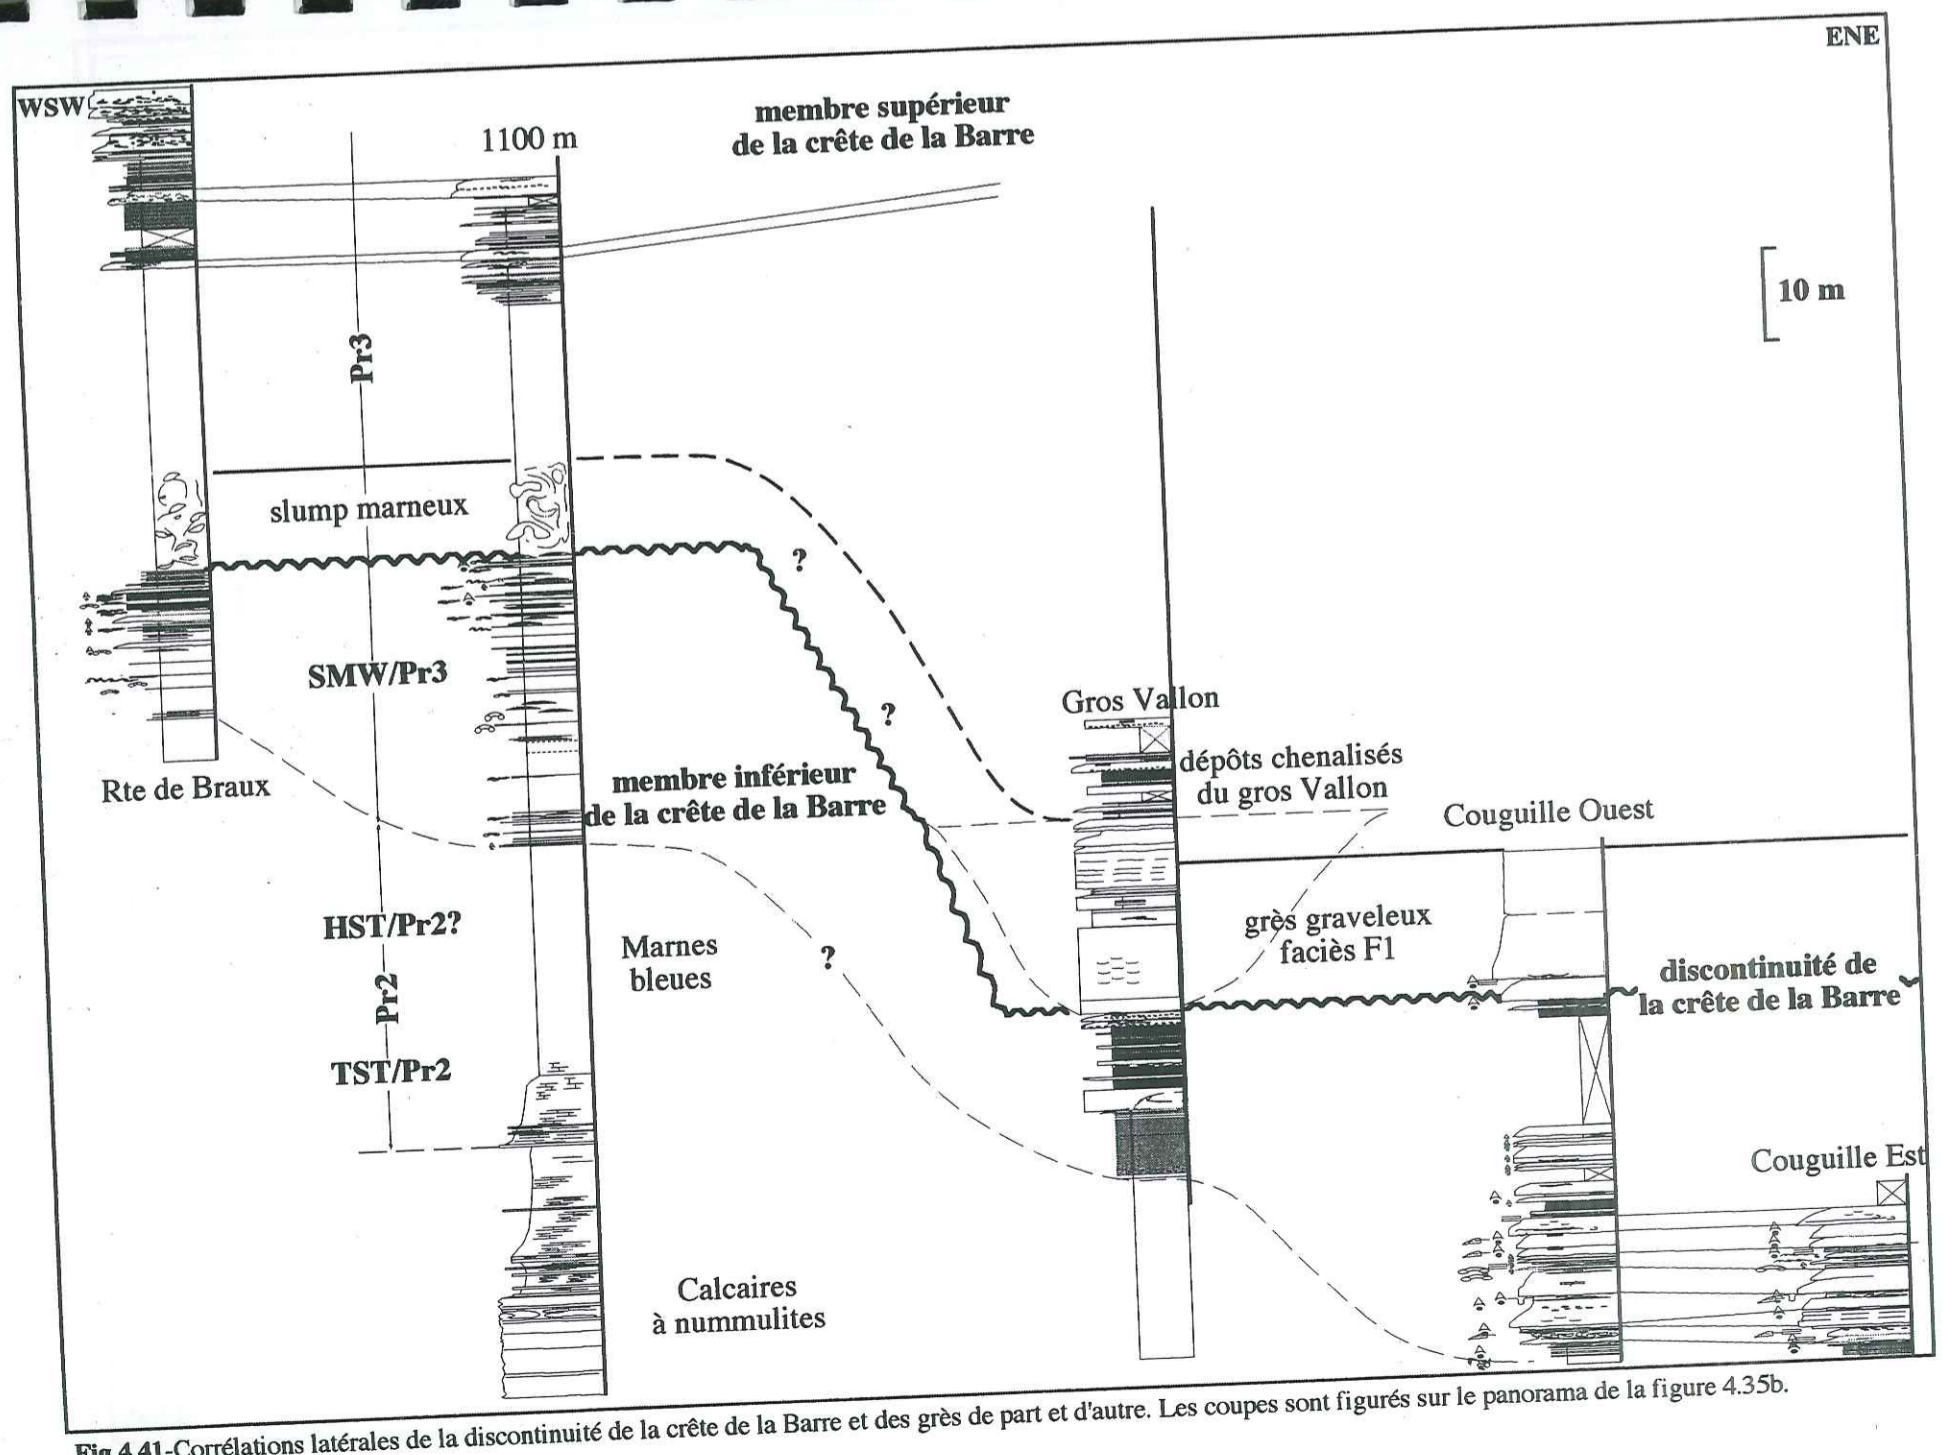 ENE
WSW
membre supérieur
de la crête de la Barre
1100 m
10 m
Pr3
slump marneux
?
SMW/Pr3
?
Gros Vallon
dépôts chenalisés
du gros Vallon
Rte de Braux
membre inférieur
de la crête de la Barre
Couguille Ouest
HST/Pr2?
Marnes
bleues
?
grès graveleux
faciès F1
discontinuité de
la crête de la Barre
Pr2
TST/Pr2
Couguille Est
Calcaires
à nummulites
Fig 4.41-Corrélations latérales de la discontinuité de la crête de la Barre et des grès de part et d'autre. Les coupes sont figurés sur le panorama de la figure 4.35b.